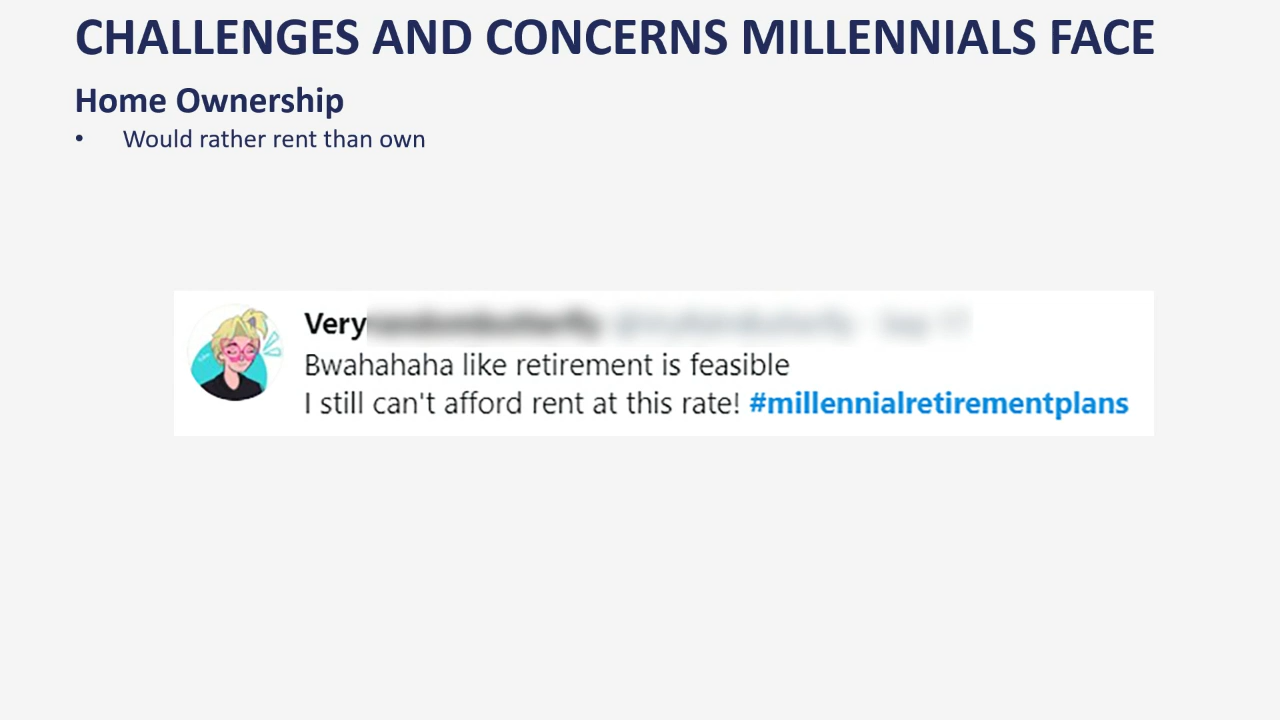 CHALLENGES AND CONCERNS MILLENNIALS FACE
Home Ownership
• Would rather rent than own
Very
Bwahahaha like retirement is feasible
I still can't afford rent at this rate! #millennialretirementplans